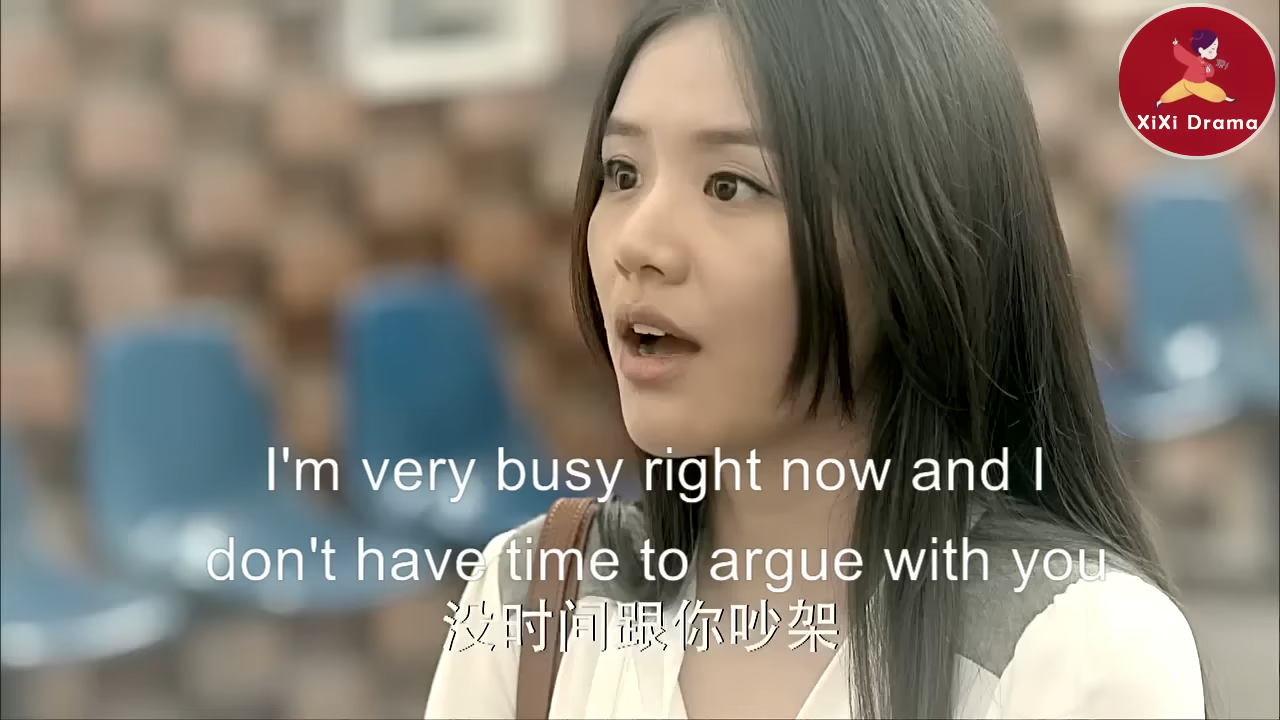 XiXi Drama
I'm very busy right now and I
don't have time to argue with you
没时间跟你吵架